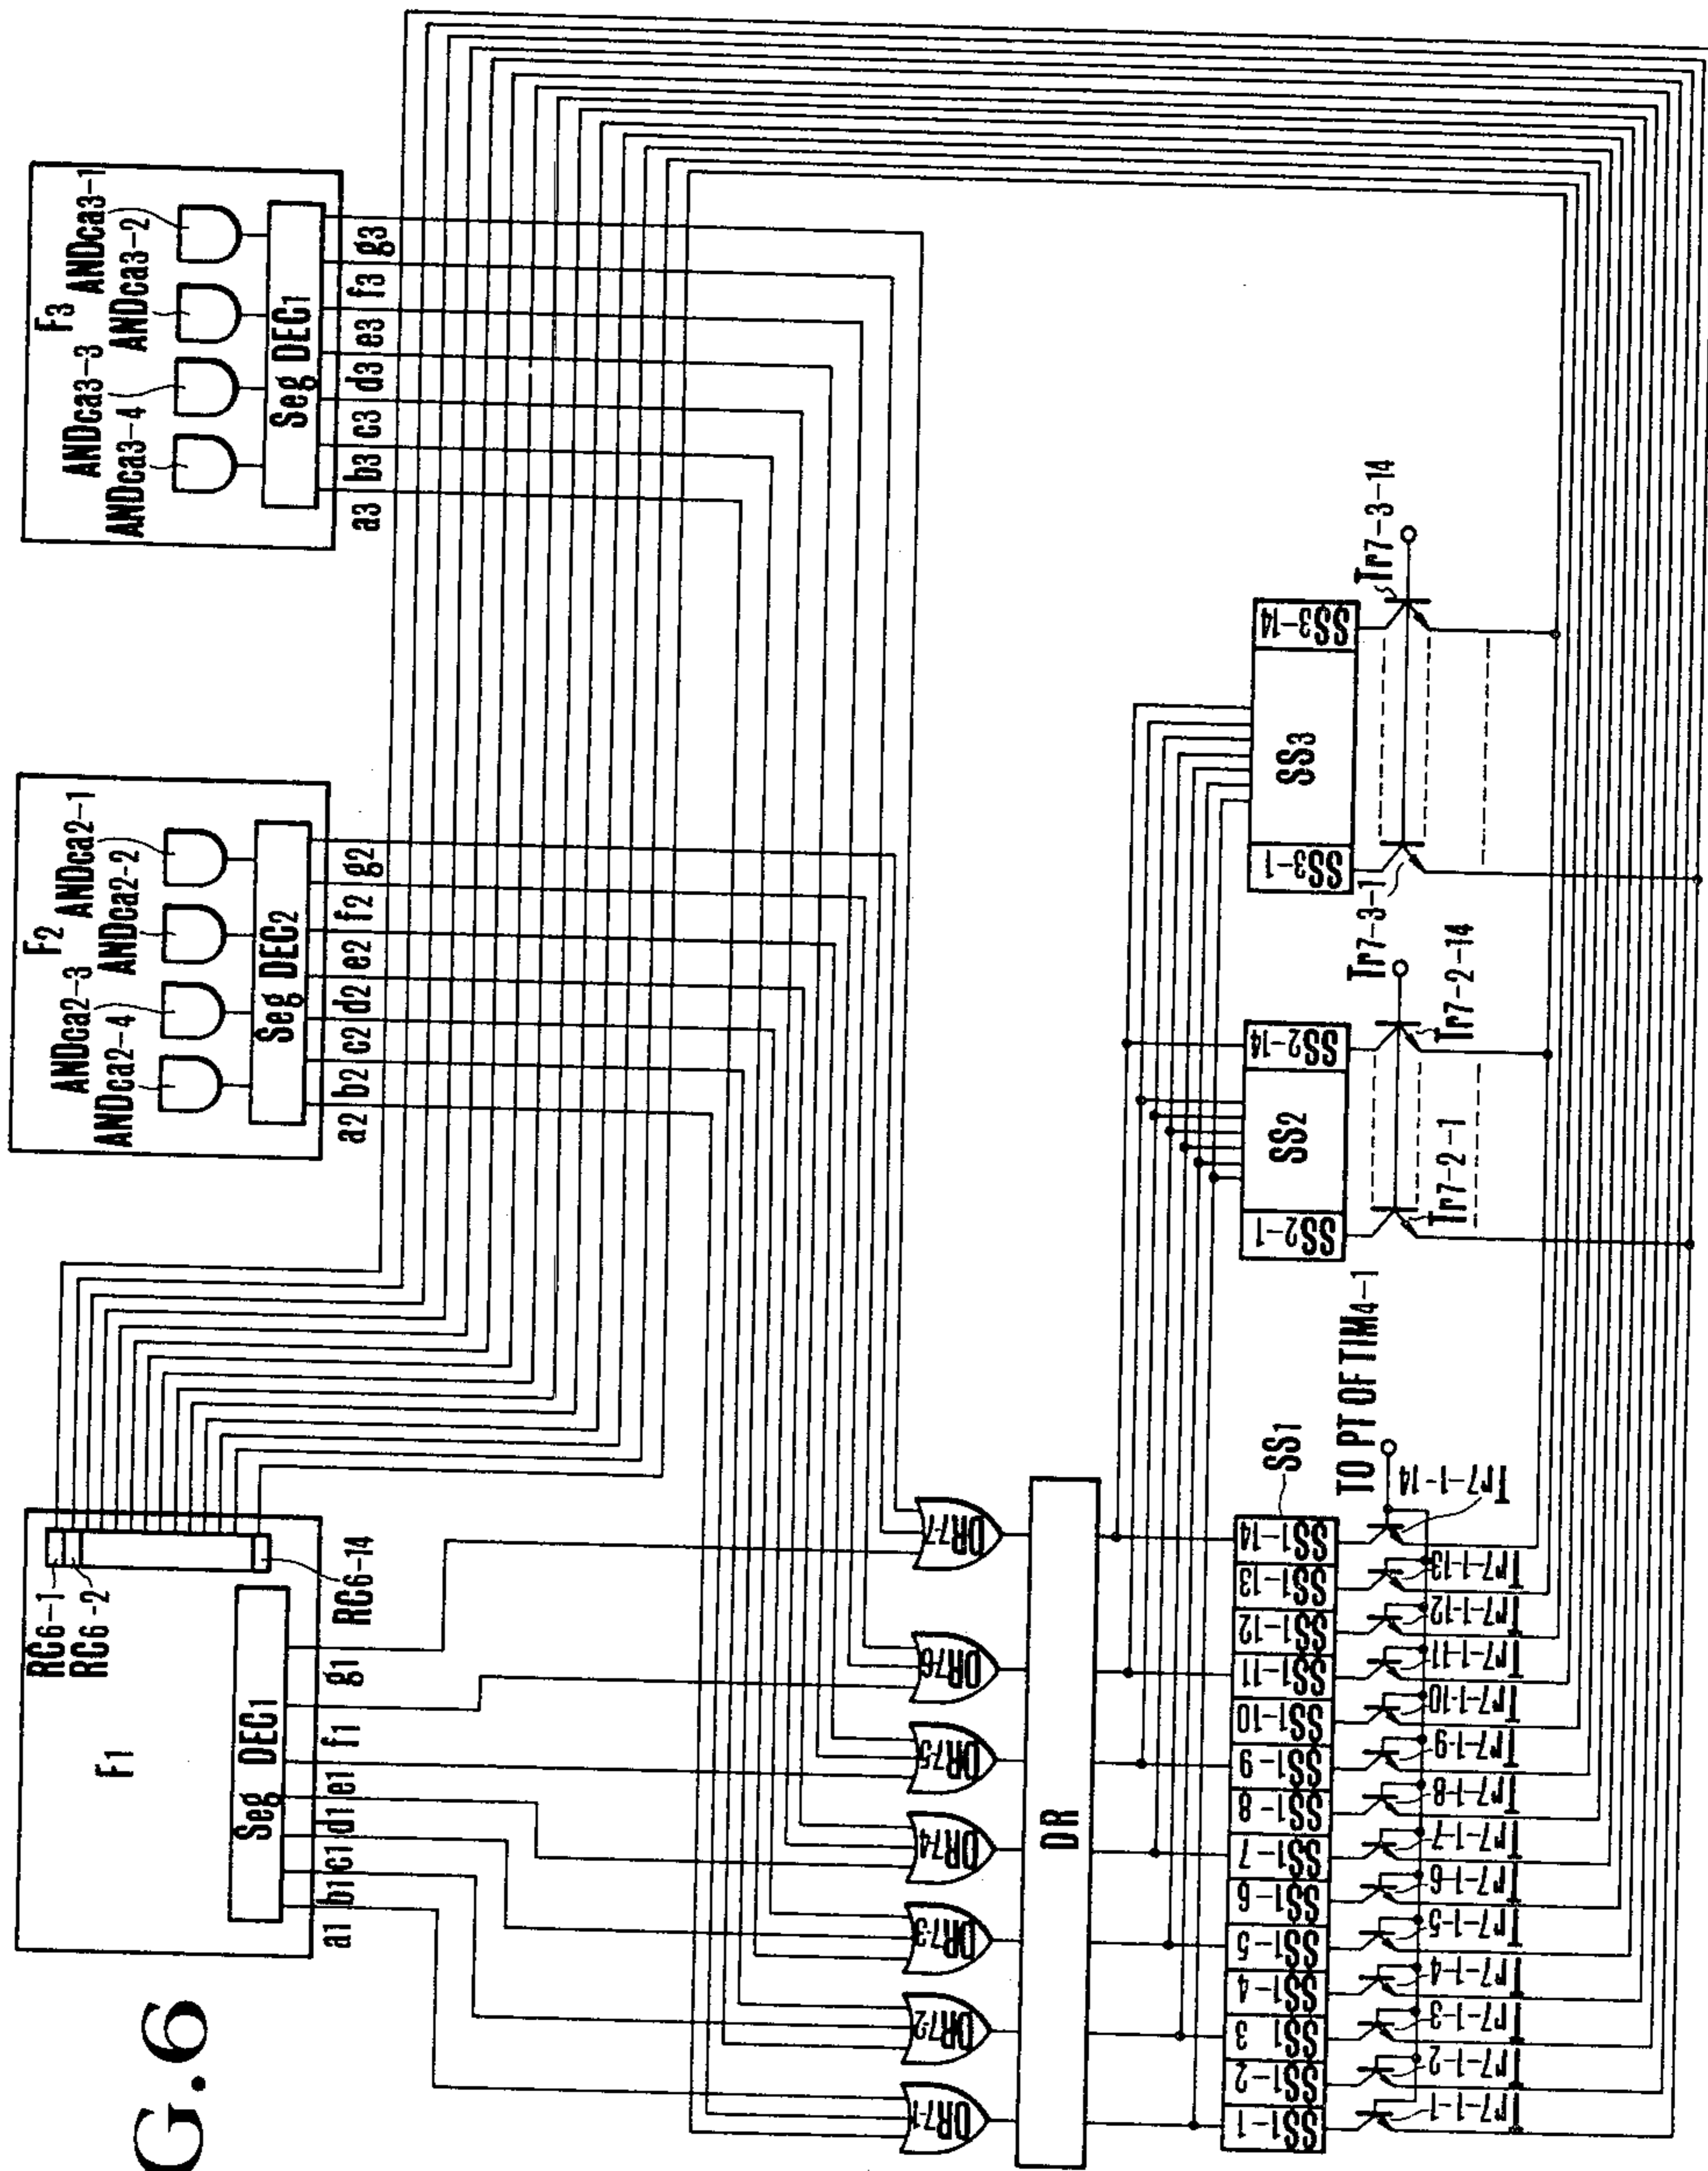 G.6
F1
RG6-1
RG6-2
RG6-14
Seg DEC1
a1 b1 c1 d1 e1 f1 g1
F2
ANDca2-3
ANDca2-4
ANDca2-1
ANDca2-2
Seg DEC2
a2 b2 c2 d2 e2 f2 g2
F3
ANDca3-3
ANDca3-4
ANDca3-1
ANDca3-2
Seg DEC1
a3 b3 c3 d3 e3 f3 g3
OR7-1
OR7-2
OR7-3
OR7-4
OR7-5
OR7-6
OR7-7
DR
SS1
SS1-1
SS1-2
SS1 3
SS1-4
SS1-5
SS1-6
SS1-7
SS1-8
SS1-9
SS1-10
SS1-11
SS1-12
SS1-13
SS1-14
TO PT OF TIM4-1
Tr7-1-1
Tr7-1-2
Tr7-1-3
Tr7-1-4
Tr7-1-5
Tr7-1-6
Tr7-1-7
Tr7-1-8
Tr7-1-9
Tr7-1-10
Tr7-1-11
Tr7-1-12
Tr7-1-13
Tr7-1-14
SS2-1
SS2
SS2-14
Tr7-2-1
Tr7-2-14
SS3-1
SS3
SS3-14
Tr7-3-1
Tr7-3-14